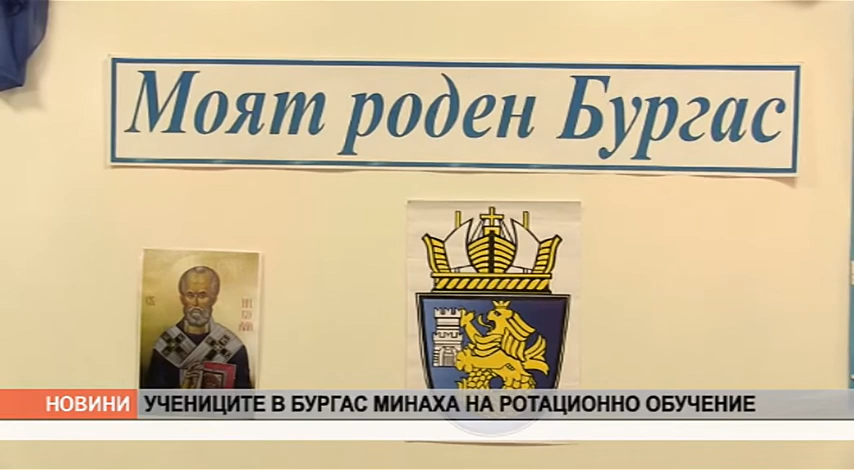 Моят роден Бургас
НОВИНИ УЧЕНИЦИТЕ В БУРГАС МИНАХА НА РОТАЦИОННО ОБУЧЕНИЕ